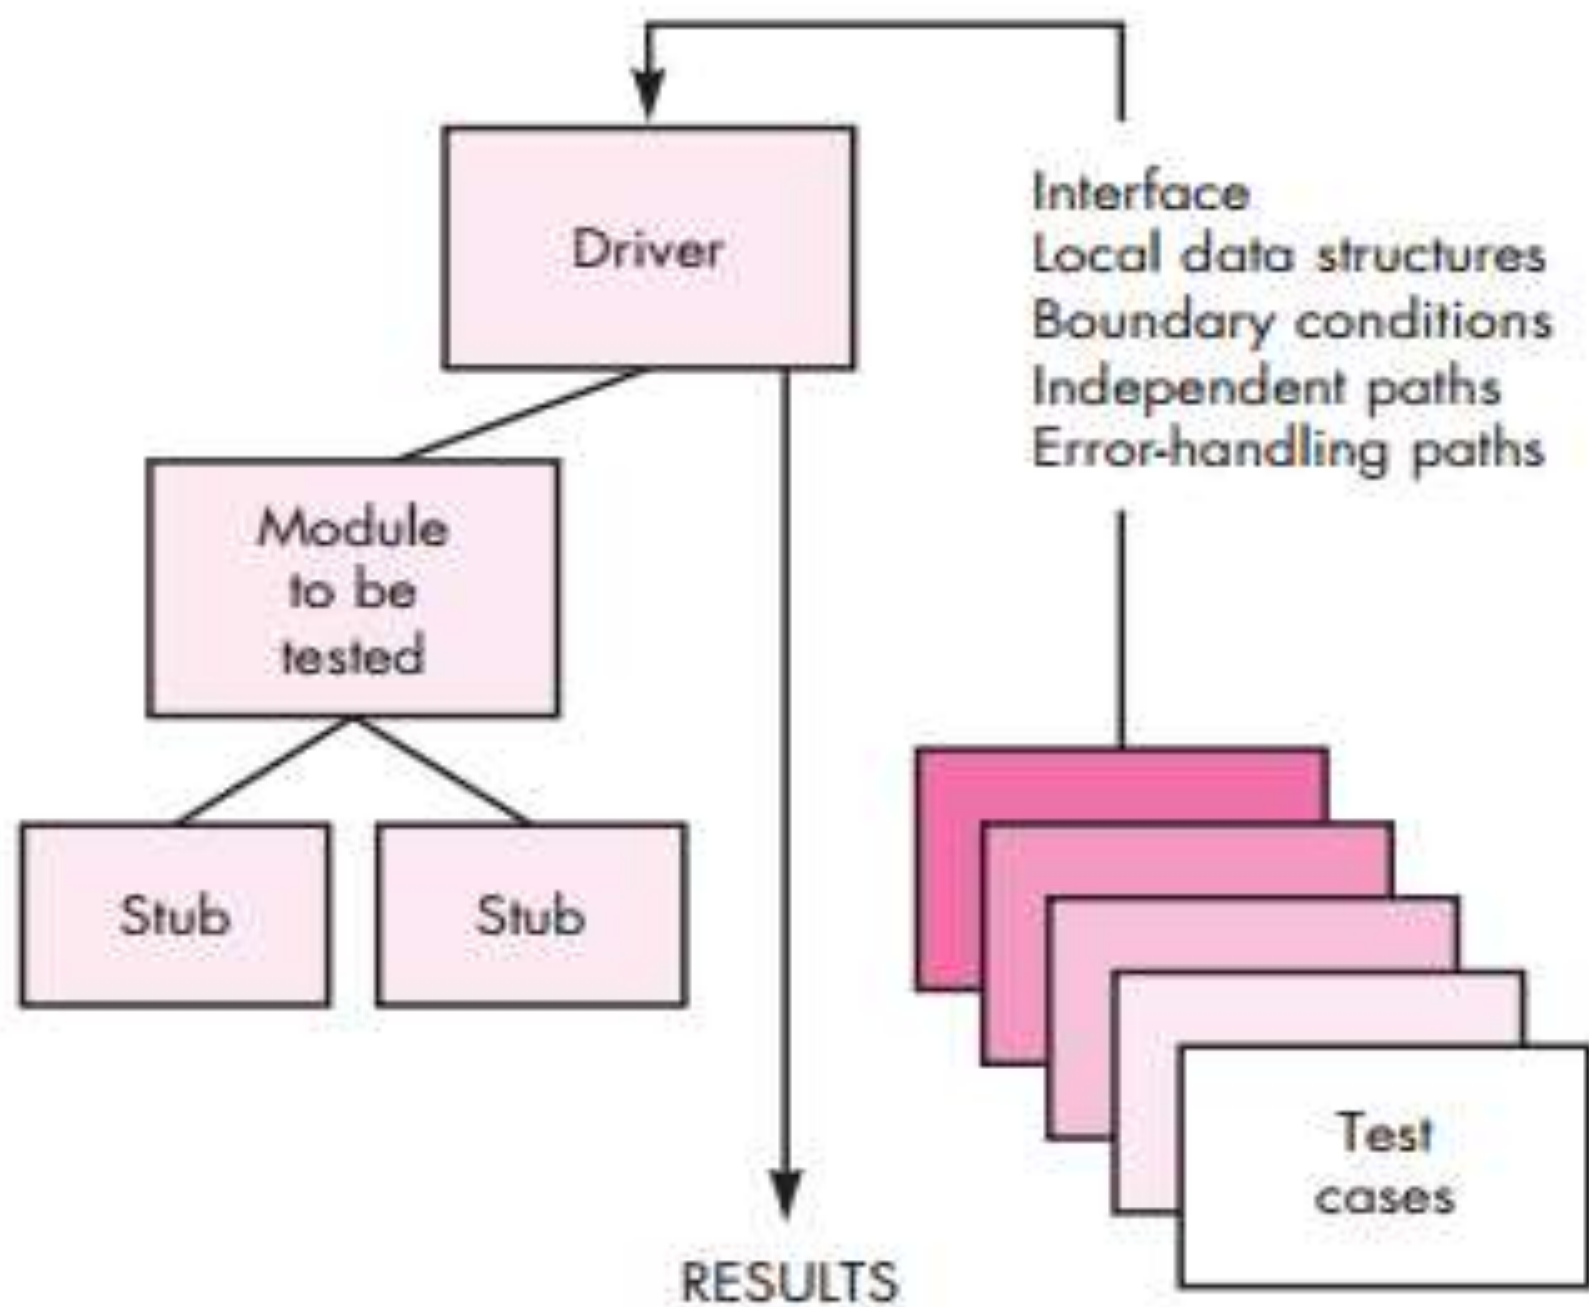 Driver
Interface
Local data structures
Boundary conditions
Independent paths
Error-handling paths
Module
to be
tested
Stub
Stub
Test
cases
RESULTS